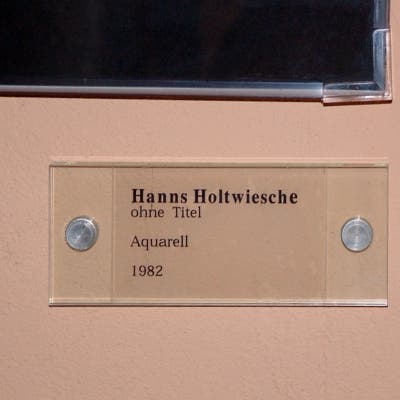 Hanns Holtwiesche
ohne Titel
Aquarell
1982